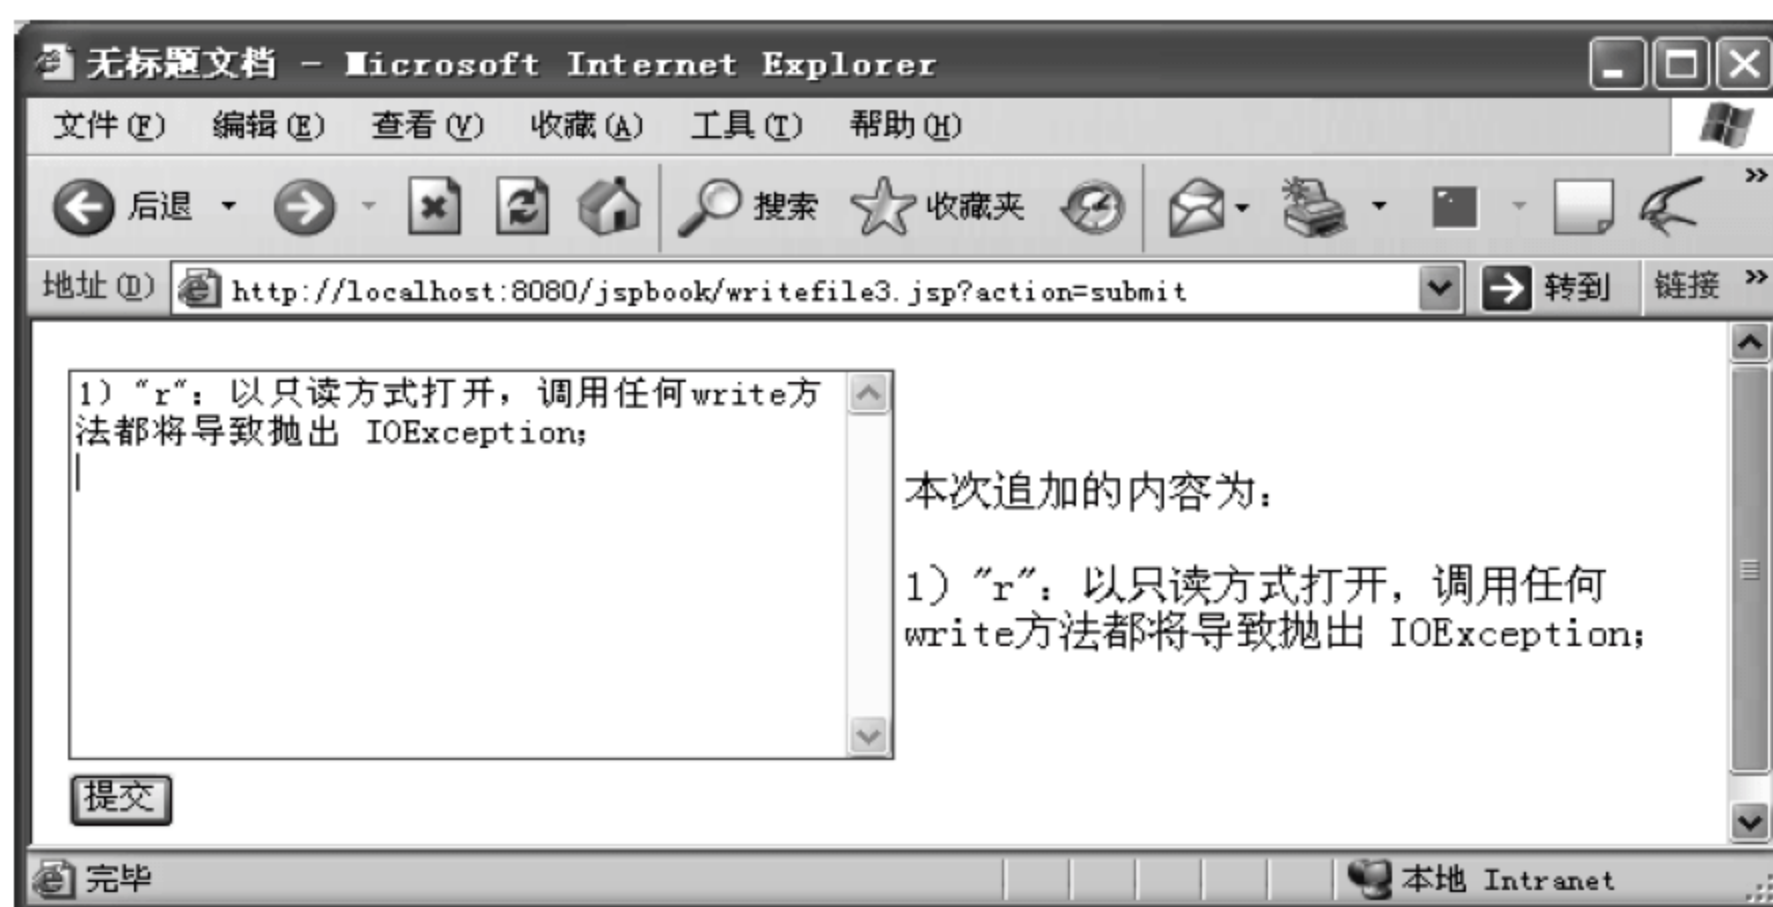 无标题文档 - Microsoft Internet Explorer
文件(F) 编辑(E) 查看(V) 收藏(A) 工具(T) 帮助(H)
后退 搜索 收藏夹
地址(D) http://localhost:8080/jspbook/writefile3.jsp?action=submit 转到 链接
1)"r": 以只读方式打开，调用任何write方
法都将导致抛出 IOException;
本次追加的内容为:
1)"r": 以只读方式打开，调用任何
write方法都将导致抛出 IOException;
提交
完毕 本地 Intranet